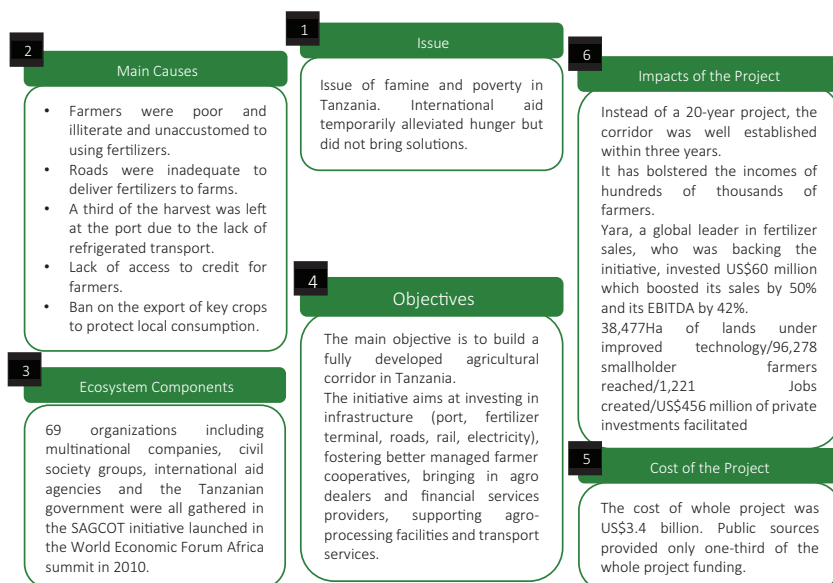 1
Issue
Issue of famine and poverty in
Tanzania. International aid
temporarily alleviated hunger but
did not bring solutions.
2
Main Causes
• Farmers were poor and
illiterate and unaccustomed to
using fertilizers.
• Roads were inadequate to
deliver fertilizers to farms.
• A third of the harvest was left
at the port due to the lack of
refrigerated transport.
• Lack of access to credit for
farmers.
• Ban on the export of key crops
to protect local consumption.
3
Ecosystem Components
69 organizations including
multinational companies, civil
society groups, international aid
agencies and the Tanzanian
government were all gathered in
the SAGCOT initiative launched in
the World Economic Forum Africa
summit in 2010.
4
Objectives
The main objective is to build a
fully developed agricultural
corridor in Tanzania.
The initiative aims at investing in
infrastructure (port, fertilizer
terminal, roads, rail, electricity),
fostering better managed farmer
cooperatives, bringing in agro
dealers and financial services
providers, supporting agro-
processing facilities and transport
services.
5
Cost of the Project
The cost of whole project was
US$3.4 billion. Public sources
provided only one-third of the
whole project funding.
6
Impacts of the Project
Instead of a 20-year project, the
corridor was well established
within three years.
It has bolstered the incomes of
hundreds of thousands of
farmers.
Yara, a global leader in fertilizer
sales, who was backing the
initiative, invested US$60 million
which boosted its sales by 50%
and its EBITDA by 42%.
38,477Ha of lands under
improved technology/96,278
smallholder farmers
reached/1,221 Jobs
created/US$456 million of private
investments facilitated